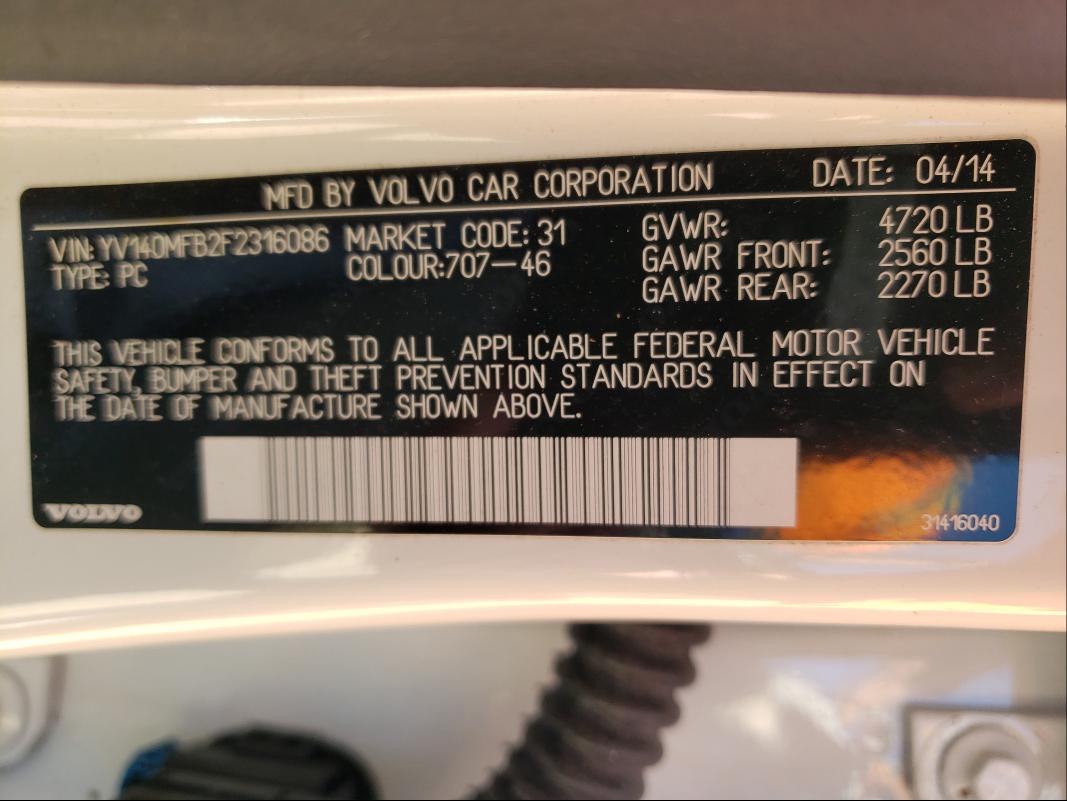 MFD BY VOLVO CAR CORPORATION DATE: 04/14
VIN: YV140MFB2F2316086 MARKET CODE: 31 GVWR: 4720 LB
TYPE: PC COLOUR:707-46 GAWR FRONT: 2560 LB
GAWR REAR: 2270 LB
THIS VEHICLE CONFORMS TO ALL APPLICABLE FEDERAL MOTOR VEHICLE
SAFETY, BUMPER AND THEFT PREVENTION STANDARDS IN EFFECT ON
THE DATE OF MANUFACTURE SHOWN ABOVE.
VOLVO
31416040